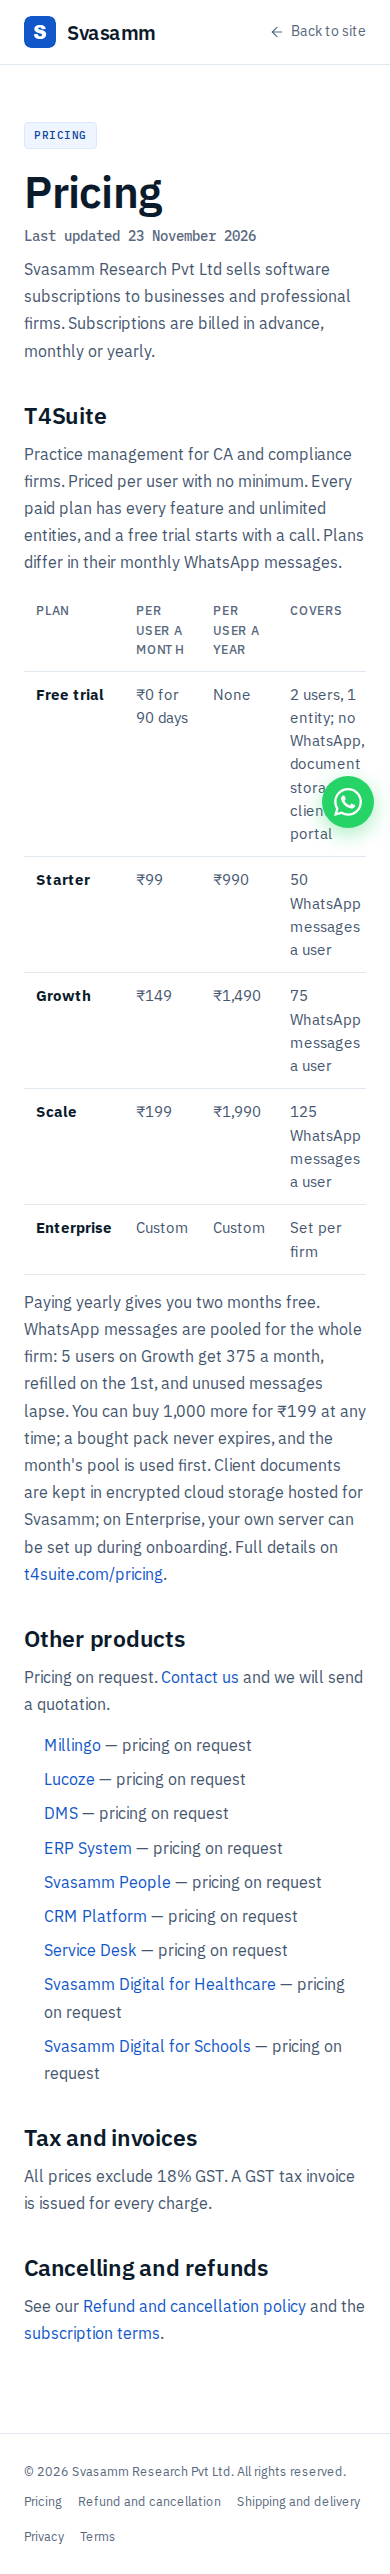 S Svasamm
← Back to site
PRICING
Pricing
Last updated 23 November 2026
Svasamm Research Pvt Ltd sells software
subscriptions to businesses and professional
firms. Subscriptions are billed in advance,
monthly or yearly.
T4Suite
Practice management for CA and compliance
firms. Priced per user with no minimum. Every
paid plan has every feature and unlimited
entities, and a free trial starts with a call. Plans
differ in their monthly WhatsApp messages.
PLAN PER USER A MONTH PER USER A YEAR COVERS
Free trial ₹0 for 90 days None 2 users, 1
entity; no
WhatsApp,
document
portal
Starter ₹99 ₹990 50
WhatsApp
messages
a user
Growth ₹149 ₹1,490 75
WhatsApp
messages
a user
Scale ₹199 ₹1,990 125
WhatsApp
messages
a user
Enterprise Custom Custom Set per
firm
Paying yearly gives you two months free.
WhatsApp messages are pooled for the whole
firm: 5 users on Growth get 375 a month,
refilled on the 1st, and unused messages
lapse. You can buy 1,000 more for ₹199 at any
time; a bought pack never expires, and the
month's pool is used first. Client documents
are kept in encrypted cloud storage hosted for
Svasamm; on Enterprise, your own server can
be set up during onboarding. Full details on
t4suite.com/pricing.
Other products
Pricing on request. Contact us and we will send
a quotation.
Millingo — pricing on request
Lucoze — pricing on request
DMS — pricing on request
ERP System — pricing on request
Svasamm People — pricing on request
CRM Platform — pricing on request
Service Desk — pricing on request
Svasamm Digital for Healthcare — pricing
on request
Svasamm Digital for Schools — pricing on
request
Tax and invoices
All prices exclude 18% GST. A GST tax invoice
is issued for every charge.
Cancelling and refunds
See our Refund and cancellation policy and the
subscription terms.
© 2026 Svasamm Research Pvt Ltd. All rights reserved.
Pricing Refund and cancellation Shipping and delivery
Privacy Terms